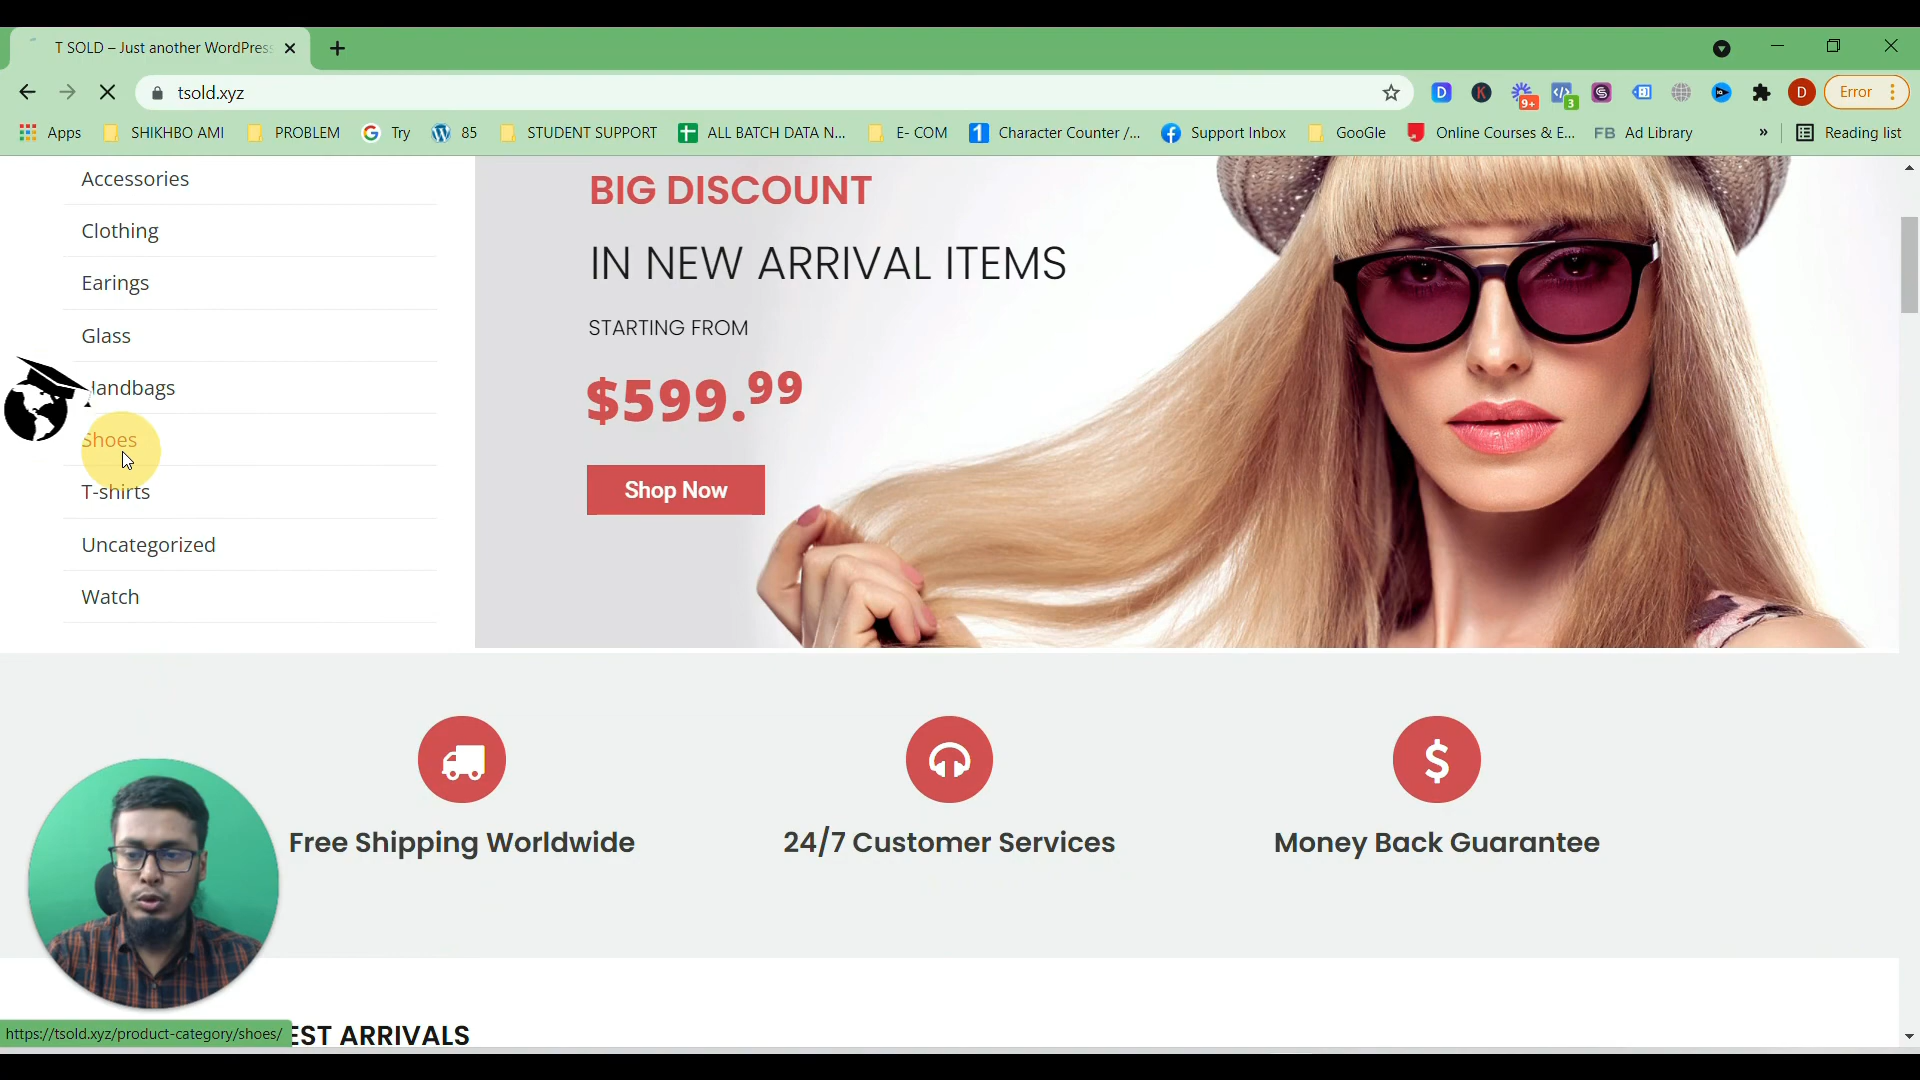 T SOLD – Just another WordPress
tsold.xyz
9+
3
D
Error
Apps
SHIKHBO AMI
PROBLEM
Try
85
STUDENT SUPPORT
ALL BATCH DATA N...
E- COM
Character Counter /...
Support Inbox
GooGle
Online Courses & E...
FB Ad Library
»
Reading list
Accessories
Clothing
Earings
Glass
Handbags
Shoes
T-shirts
Uncategorized
Watch
BIG DISCOUNT
IN NEW ARRIVAL ITEMS
STARTING FROM
$599.99
Shop Now
Free Shipping Worldwide
24/7 Customer Services
Money Back Guarantee
EST ARRIVALS
https://tsold.xyz/product-category/shoes/